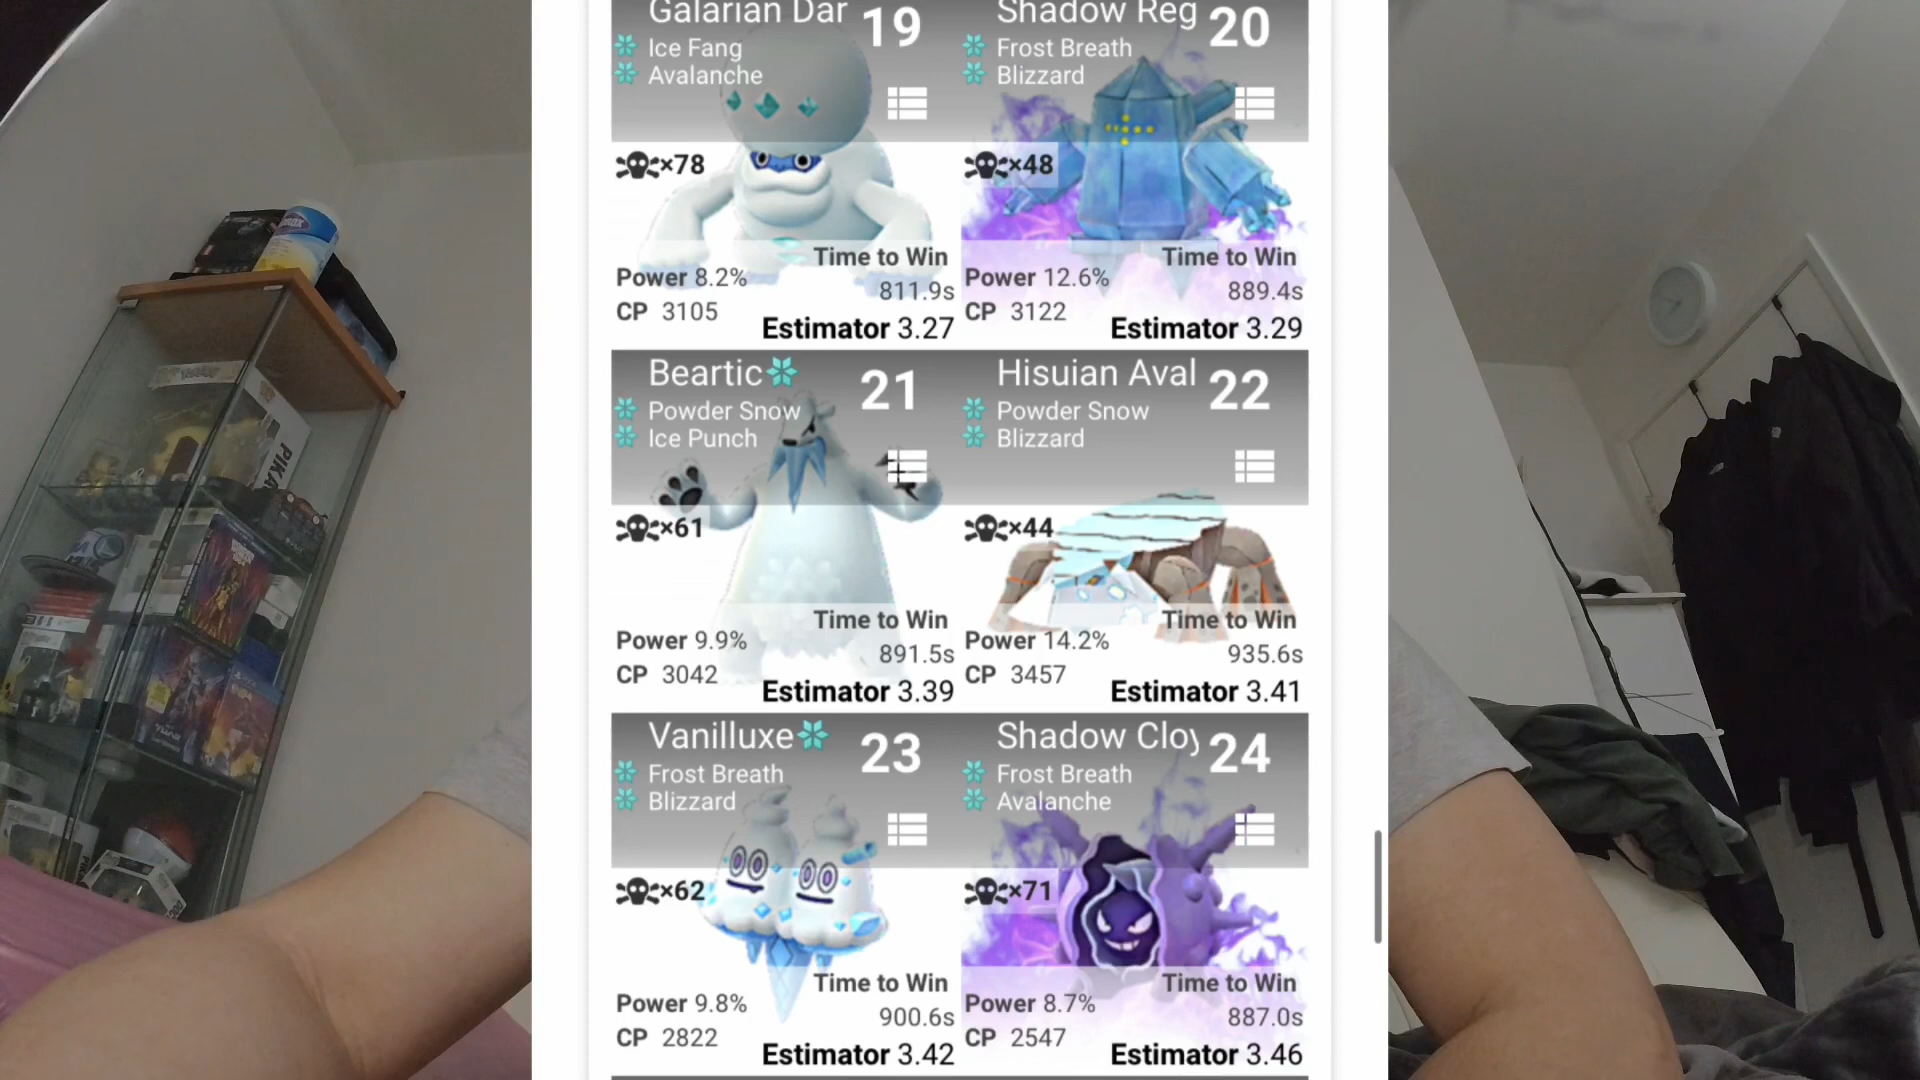 Galarian Dar 19
Ice Fang
Avalanche
×78
Time to Win
Power 8.2%
811.9s
CP 3105
Estimator 3.27
Shadow Reg 20
Frost Breath
Blizzard
×48
Time to Win
Power 12.6%
889.4s
CP 3122
Estimator 3.29
Beartic 21
Powder Snow
Ice Punch
×61
Time to Win
Power 9.9%
891.5s
CP 3042
Estimator 3.39
Hisuian Aval 22
Powder Snow
Blizzard
×44
Time to Win
Power 14.2%
935.6s
CP 3457
Estimator 3.41
Vanilluxe 23
Frost Breath
Blizzard
×62
Time to Win
Power 9.8%
900.6s
CP 2822
Estimator 3.42
Shadow Cloy 24
Frost Breath
Avalanche
×71
Time to Win
Power 8.7%
887.0s
CP 2547
Estimator 3.46
PIKA